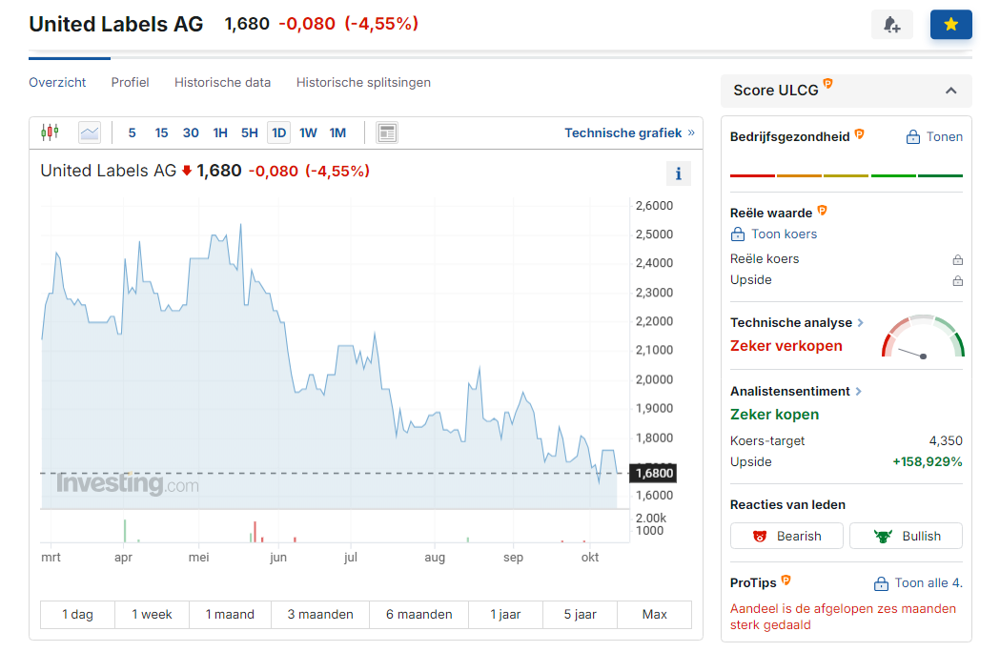 United Labels AG 1,680 -0,080 (-4,55%)
Overzicht Profiel Historische data Historische splitsingen
5 15 30 1H 5H 1D 1W 1M Technische grafiek »
United Labels AG 1,680 -0,080 (-4,55%)
2,6000
2,5000
2,4000
2,3000
2,2000
2,1000
2,0000
1,9000
1,8000
1,6800
1,6000
2.00k
1000
Investing.com
mrt apr mei jun jul aug sep okt
1 dag 1 week 1 maand 3 maanden 6 maanden 1 jaar 5 jaar Max
Score ULCG
Bedrijfsgezondheid Tonen
Reële waarde
Toon koers
Reële koers
Upside
Technische analyse
Zeker verkopen
Analistensentiment
Zeker kopen
Koers-target 4,350
Upside +158,929%
Reacties van leden
Bearish Bullish
ProTips Toon alle 4.
Aandeel is de afgelopen zes maanden
sterk gedaald